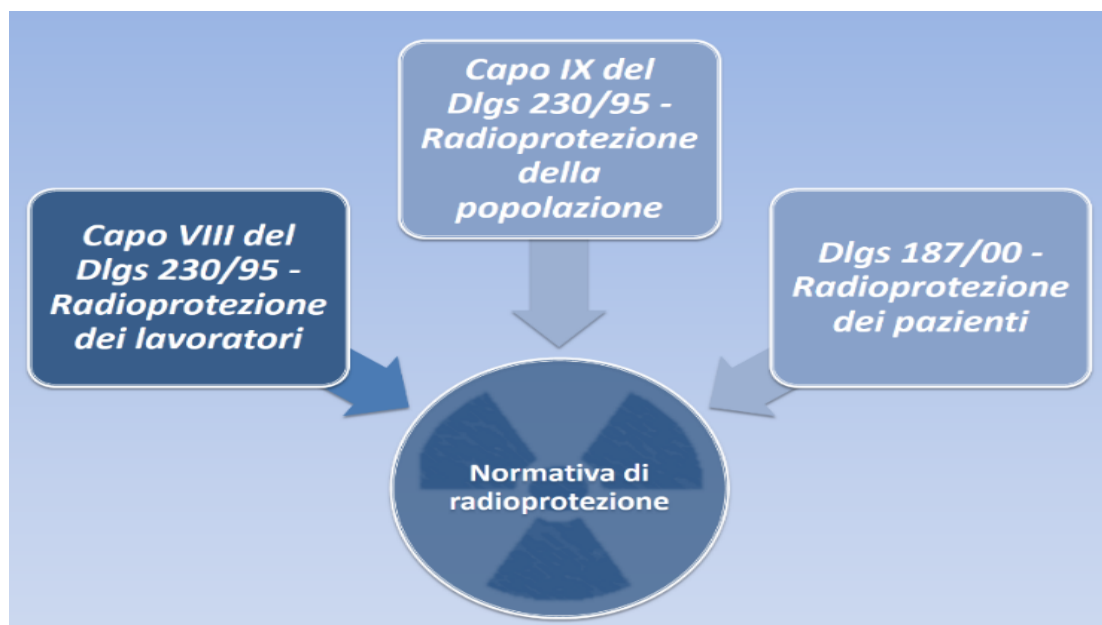 Capo IX del
Dlgs 230/95 -
Radioprotezione
della
popolazione
Capo VIII del
Dlgs 230/95 -
Radioprotezione
dei lavoratori
Dlgs 187/00 -
Radioprotezione
dei pazienti
Normativa di
radioprotezione